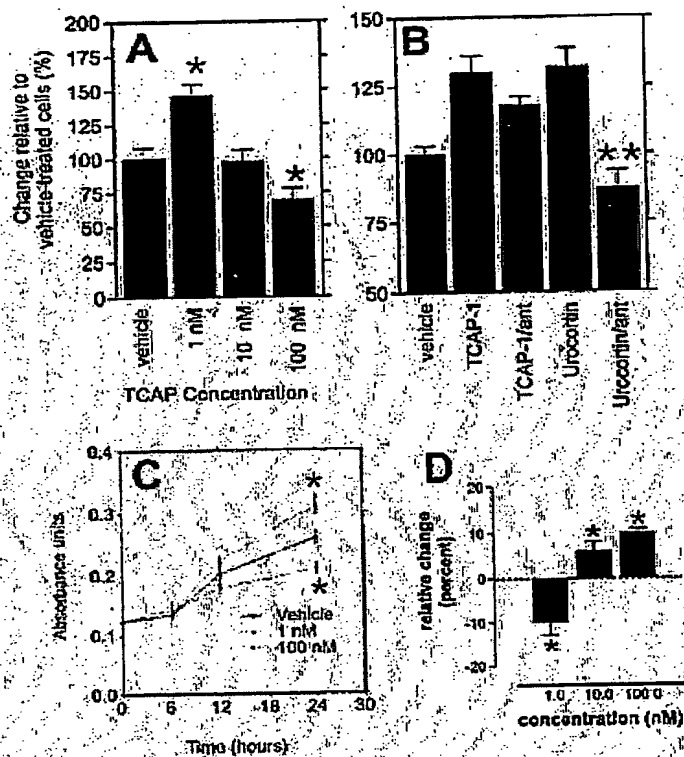 A
Change relative to
vehicle-treated cells (%)
200
175
150
125
100
75
50
25
0
*
*
vehicle
1 nM
10 nM
100 nM
TCAP Concentration
B
150
125
100
75
50
**
vehicle
TCAP-1
TCAP-1/ant
Urocortin
Urocortin/ant
C
Absorbance units
0.4
0.3
0.2
0.1
0.0
*
*
Vehicle
1 nM
100 nM
0 6 12 18 24 30
Time (hours)
D
relative change
(percent)
20
10
0
-10
-20
*
*
*
1.0 10.0 100.0
concentration (nM)